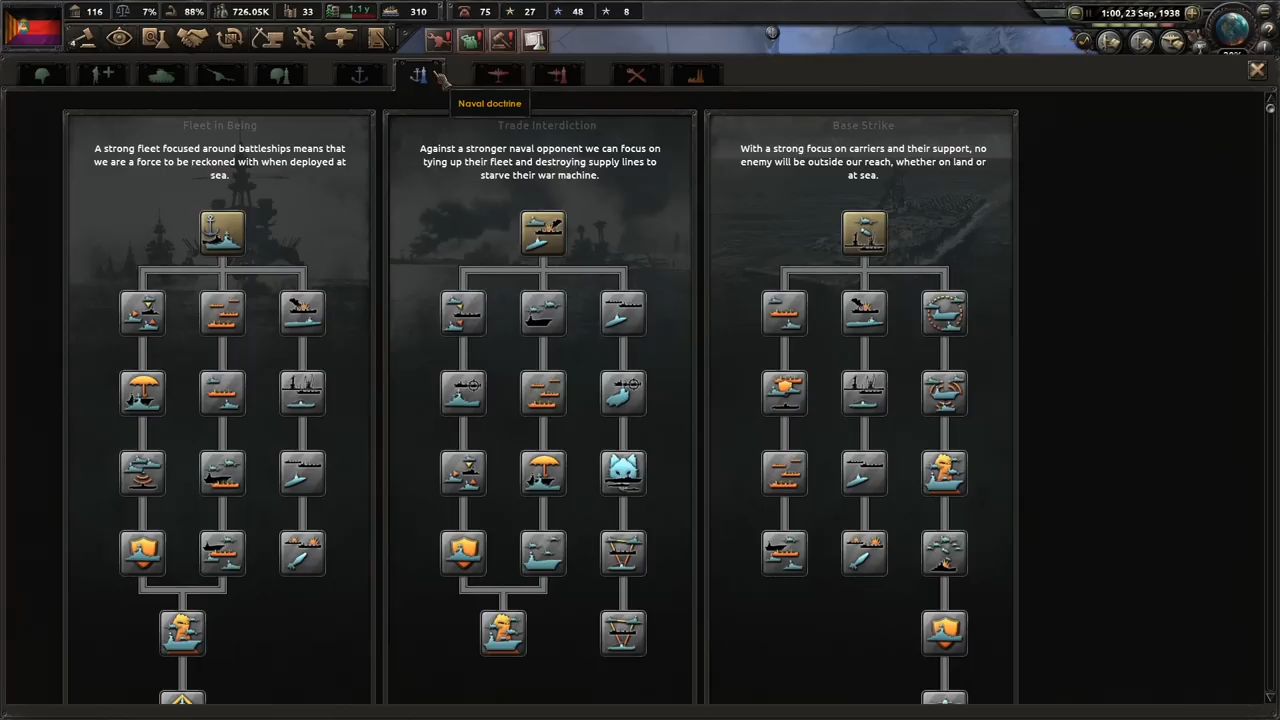 116 7% 88% 726.05K 33 1.1 y 310 75 27 48 8 1:00, 23 Sep, 1938
Naval doctrine
Fleet in Being
A strong fleet focused around battleships means that
we are a force to be reckoned with when deployed at
sea.
Trade Interdiction
Against a stronger naval opponent we can focus on
tying up their fleet and destroying supply lines to
starve their war machine.
Base Strike
With a strong focus on carriers and their support, no
enemy will be outside our reach, whether on land or
at sea.